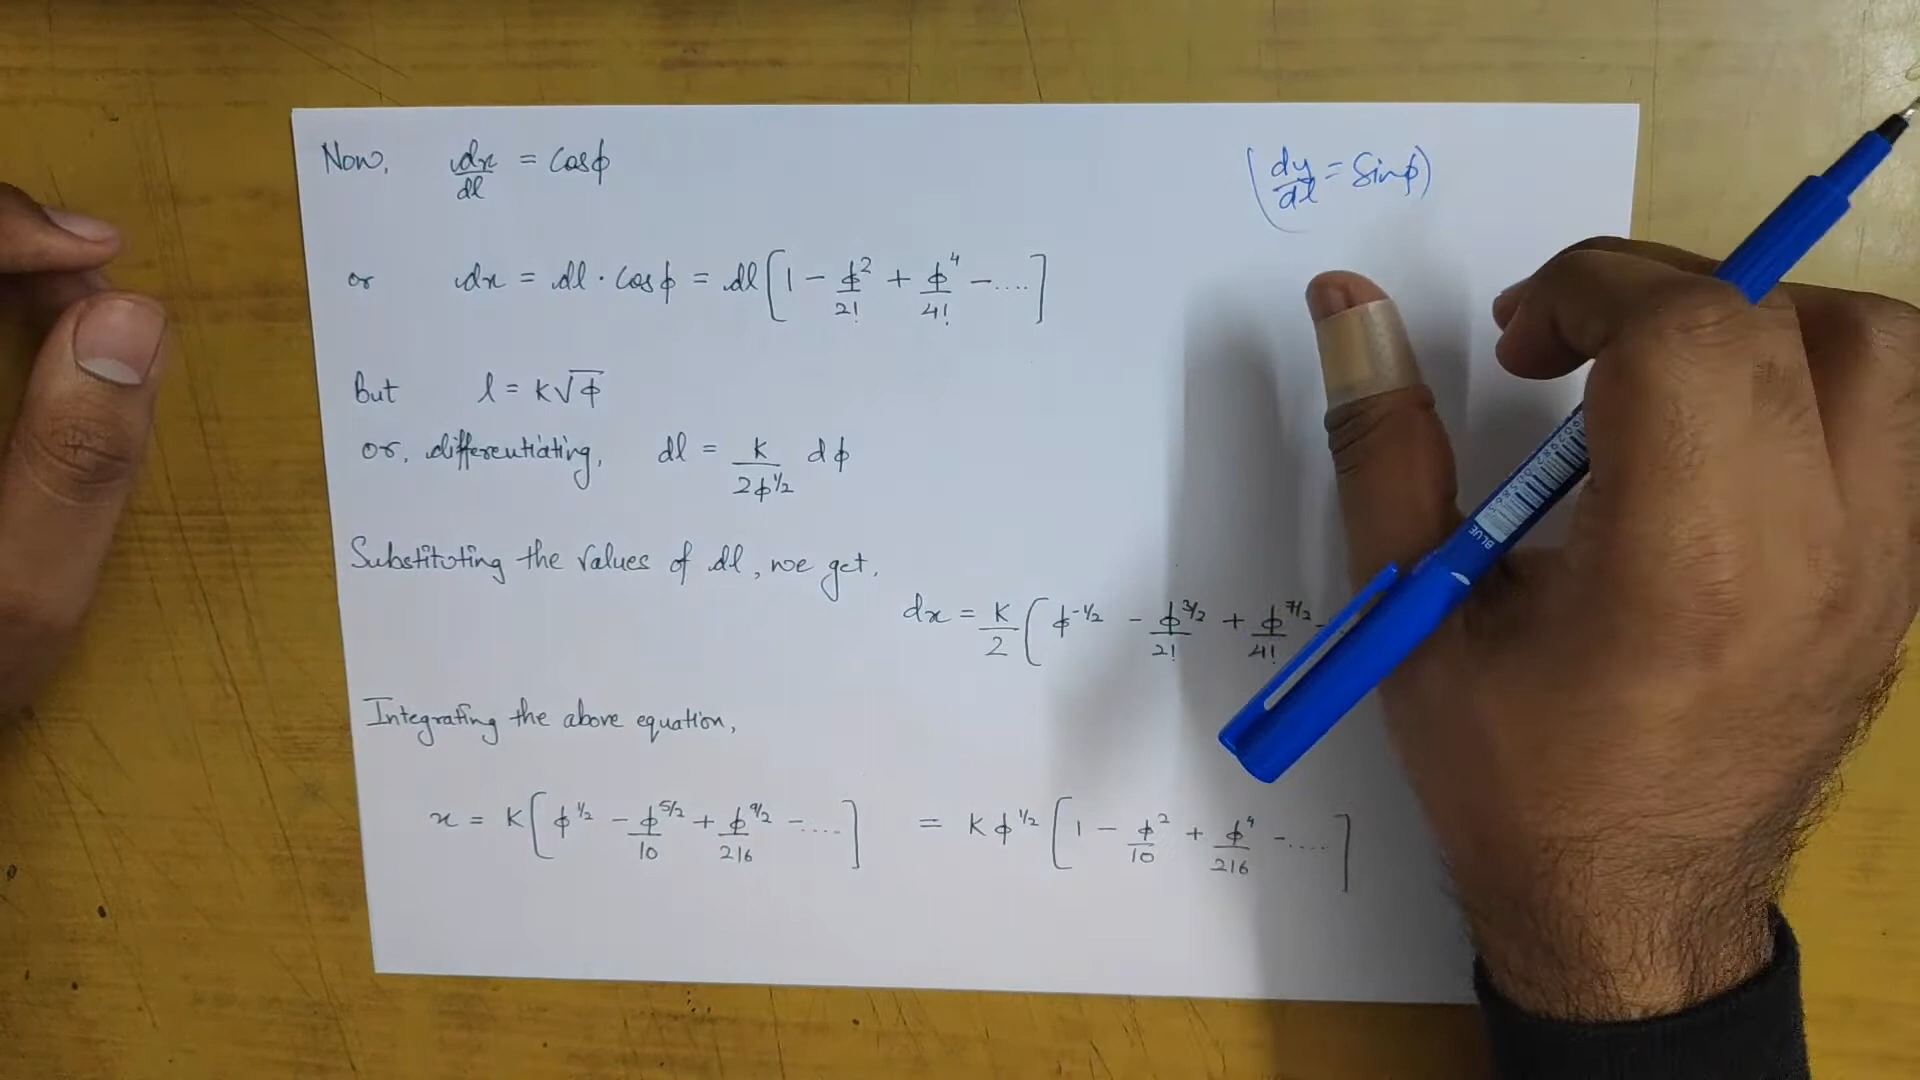 Now, dx/dl = Cosϕ
(dy/dl = Sinϕ)
or dx = dl · Cosϕ = dl [1 - ϕ²/2! + ϕ⁴/4! - ....]
But l = K√ϕ
or, differentiating, dl = K/2ϕ^1/2 dϕ
Substituting the values of dl, we get,
dx = K/2 (ϕ^-1/2 - ϕ^3/2/2! + ϕ^7/2/4! -
Integrating the above equation,
x = K [ϕ^1/2 - ϕ^5/2/10 + ϕ^9/2/216 - ....] = K ϕ^1/2 [1 - ϕ²/10 + ϕ⁴/216 - ....]
BLUE